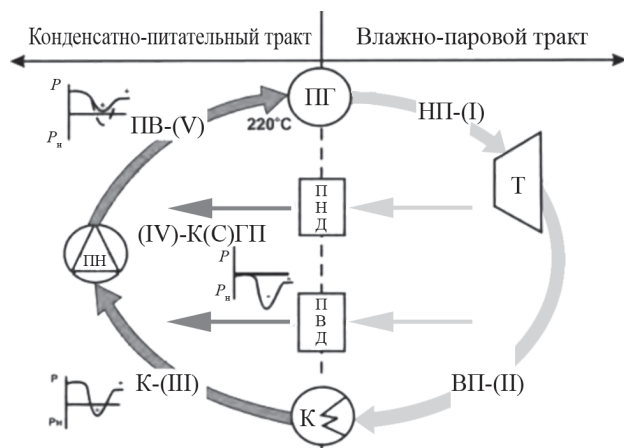 Конденсатно-питательный тракт
Влажно-паровой тракт
P
Pн
ПВ-(V)
220°C
ПГ
НП-(I)
Т
П
Н
Д
(IV)-К(С)ГП
ПН
P
Pн
П
В
Д
P
Pн
К-(III)
К
ВП-(II)